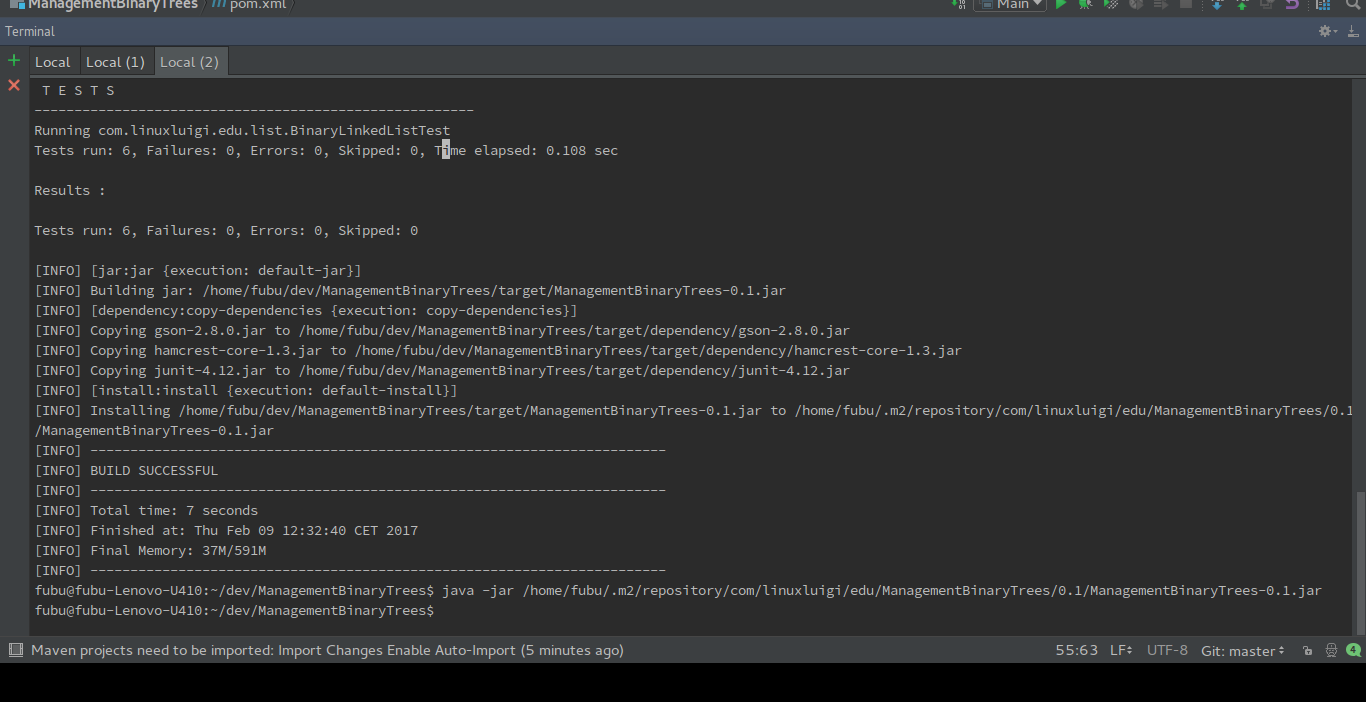 ManagementBinaryTrees pom.xml Main
Terminal
Local Local (1) Local (2)
T E S T S
-------------------------------------------------------
Running com.linuxluigi.edu.list.BinaryLinkedListTest
Tests run: 6, Failures: 0, Errors: 0, Skipped: 0, Time elapsed: 0.108 sec
Results :
Tests run: 6, Failures: 0, Errors: 0, Skipped: 0
[INFO] [jar:jar {execution: default-jar}]
[INFO] Building jar: /home/fubu/dev/ManagementBinaryTrees/target/ManagementBinaryTrees-0.1.jar
[INFO] [dependency:copy-dependencies {execution: copy-dependencies}]
[INFO] Copying gson-2.8.0.jar to /home/fubu/dev/ManagementBinaryTrees/target/dependency/gson-2.8.0.jar
[INFO] Copying hamcrest-core-1.3.jar to /home/fubu/dev/ManagementBinaryTrees/target/dependency/hamcrest-core-1.3.jar
[INFO] Copying junit-4.12.jar to /home/fubu/dev/ManagementBinaryTrees/target/dependency/junit-4.12.jar
[INFO] [install:install {execution: default-install}]
[INFO] Installing /home/fubu/dev/ManagementBinaryTrees/target/ManagementBinaryTrees-0.1.jar to /home/fubu/.m2/repository/com/linuxluigi/edu/ManagementBinaryTrees/0.1
/ManagementBinaryTrees-0.1.jar
[INFO] ------------------------------------------------------------------------
[INFO] BUILD SUCCESSFUL
[INFO] ------------------------------------------------------------------------
[INFO] Total time: 7 seconds
[INFO] Finished at: Thu Feb 09 12:32:40 CET 2017
[INFO] Final Memory: 37M/591M
[INFO] ------------------------------------------------------------------------
fubu@fubu-Lenovo-U410:~/dev/ManagementBinaryTrees$ java -jar /home/fubu/.m2/repository/com/linuxluigi/edu/ManagementBinaryTrees/0.1/ManagementBinaryTrees-0.1.jar
fubu@fubu-Lenovo-U410:~/dev/ManagementBinaryTrees$
Maven projects need to be imported: Import Changes Enable Auto-Import (5 minutes ago) 55:63 LF UTF-8 Git: master 4